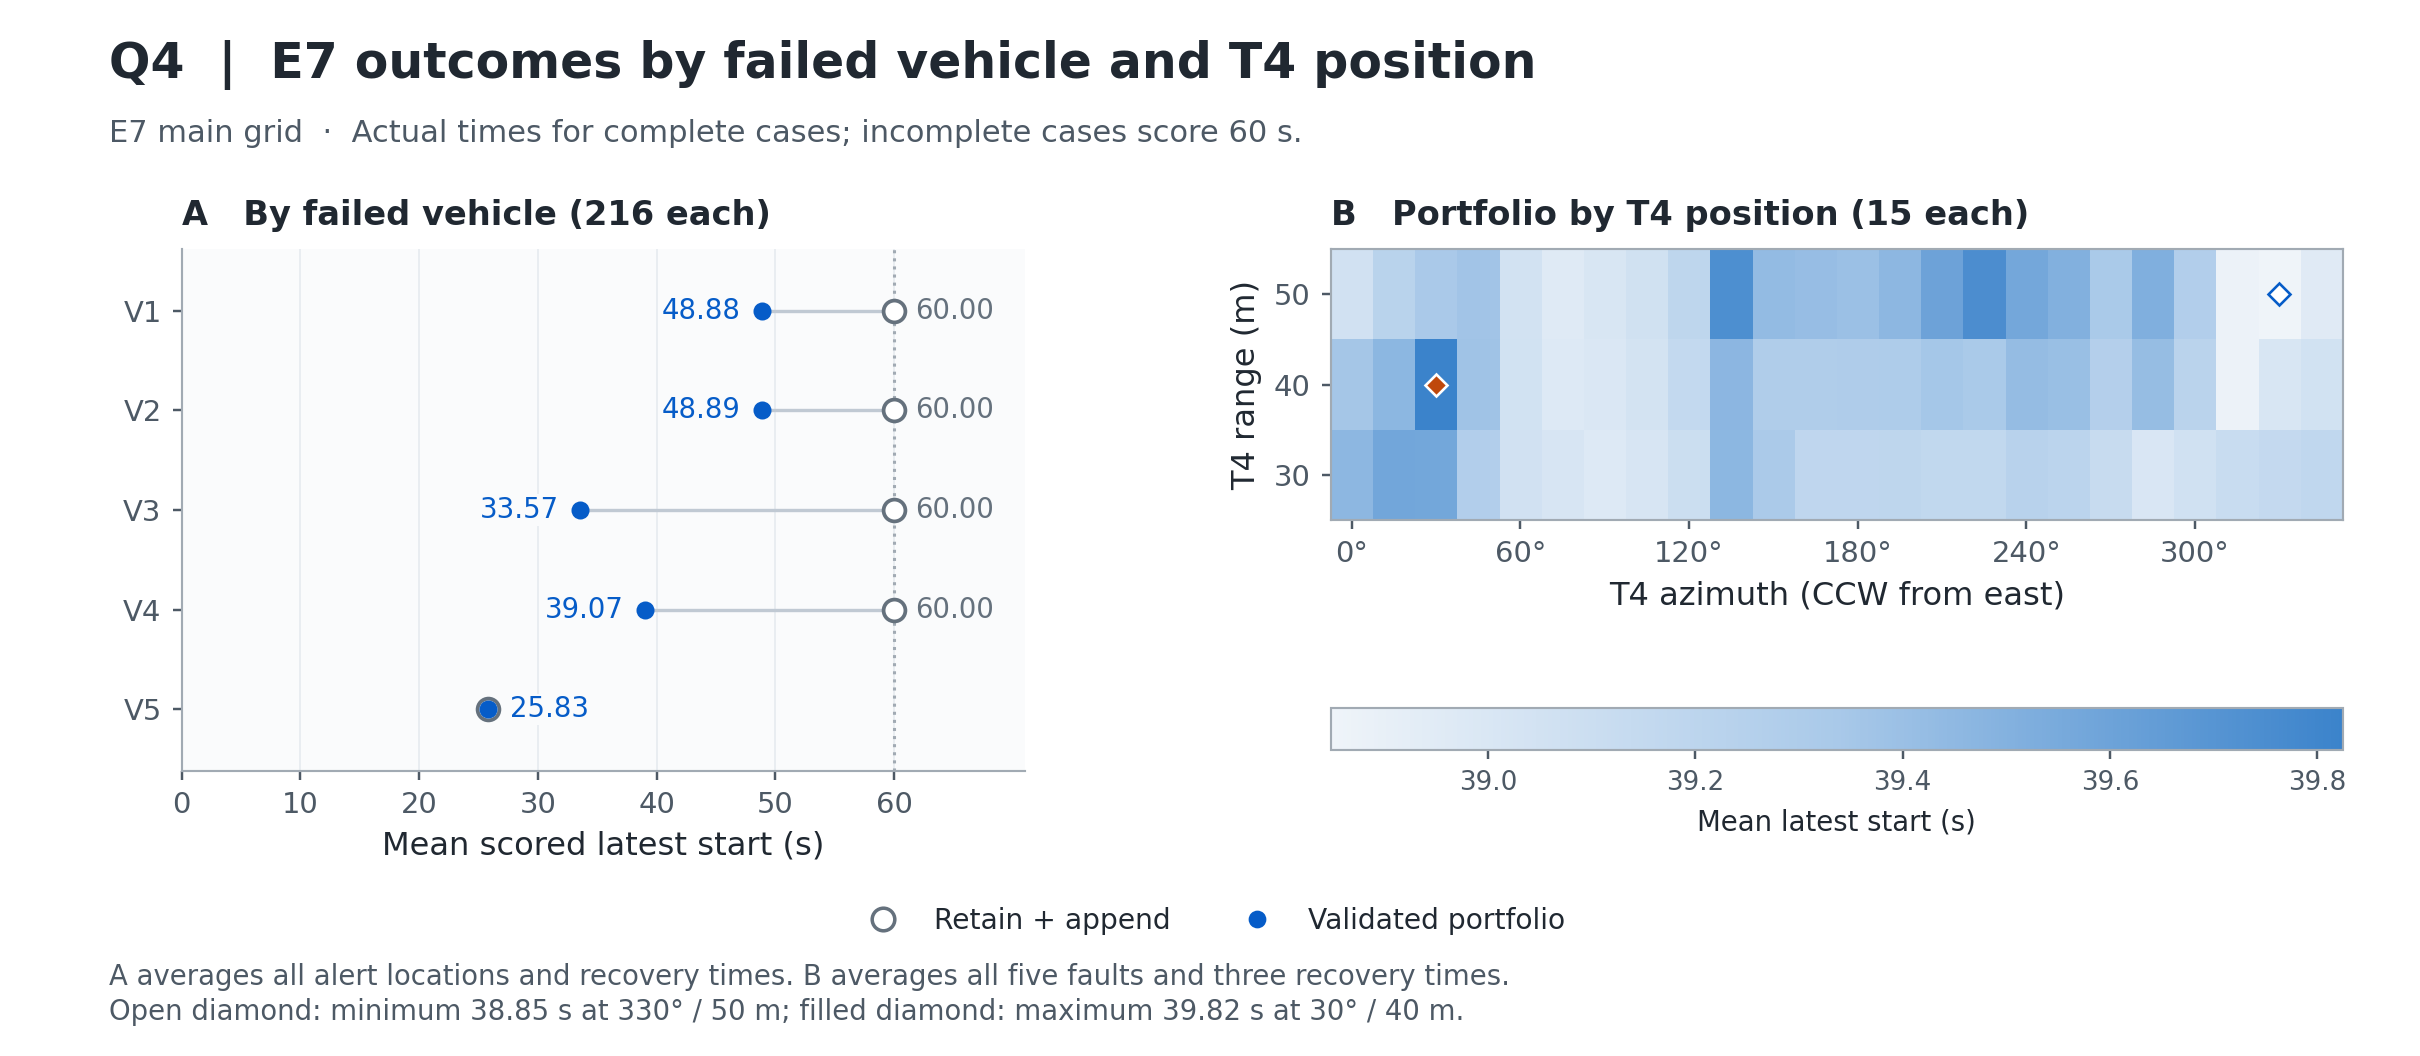 Q4 | E7 outcomes by failed vehicle and T4 position
E7 main grid · Actual times for complete cases; incomplete cases score 60 s.
A By failed vehicle (216 each)
V1
48.88
60.00
V2
48.89
60.00
V3
33.57
60.00
V4
39.07
60.00
V5
25.83
0 10 20 30 40 50 60
Mean scored latest start (s)
B Portfolio by T4 position (15 each)
T4 range (m)
50
40
30
0° 60° 120° 180° 240° 300°
T4 azimuth (CCW from east)
39.0 39.2 39.4 39.6 39.8
Mean latest start (s)
Retain + append
Validated portfolio
A averages all alert locations and recovery times. B averages all five faults and three recovery times.
Open diamond: minimum 38.85 s at 330° / 50 m; filled diamond: maximum 39.82 s at 30° / 40 m.